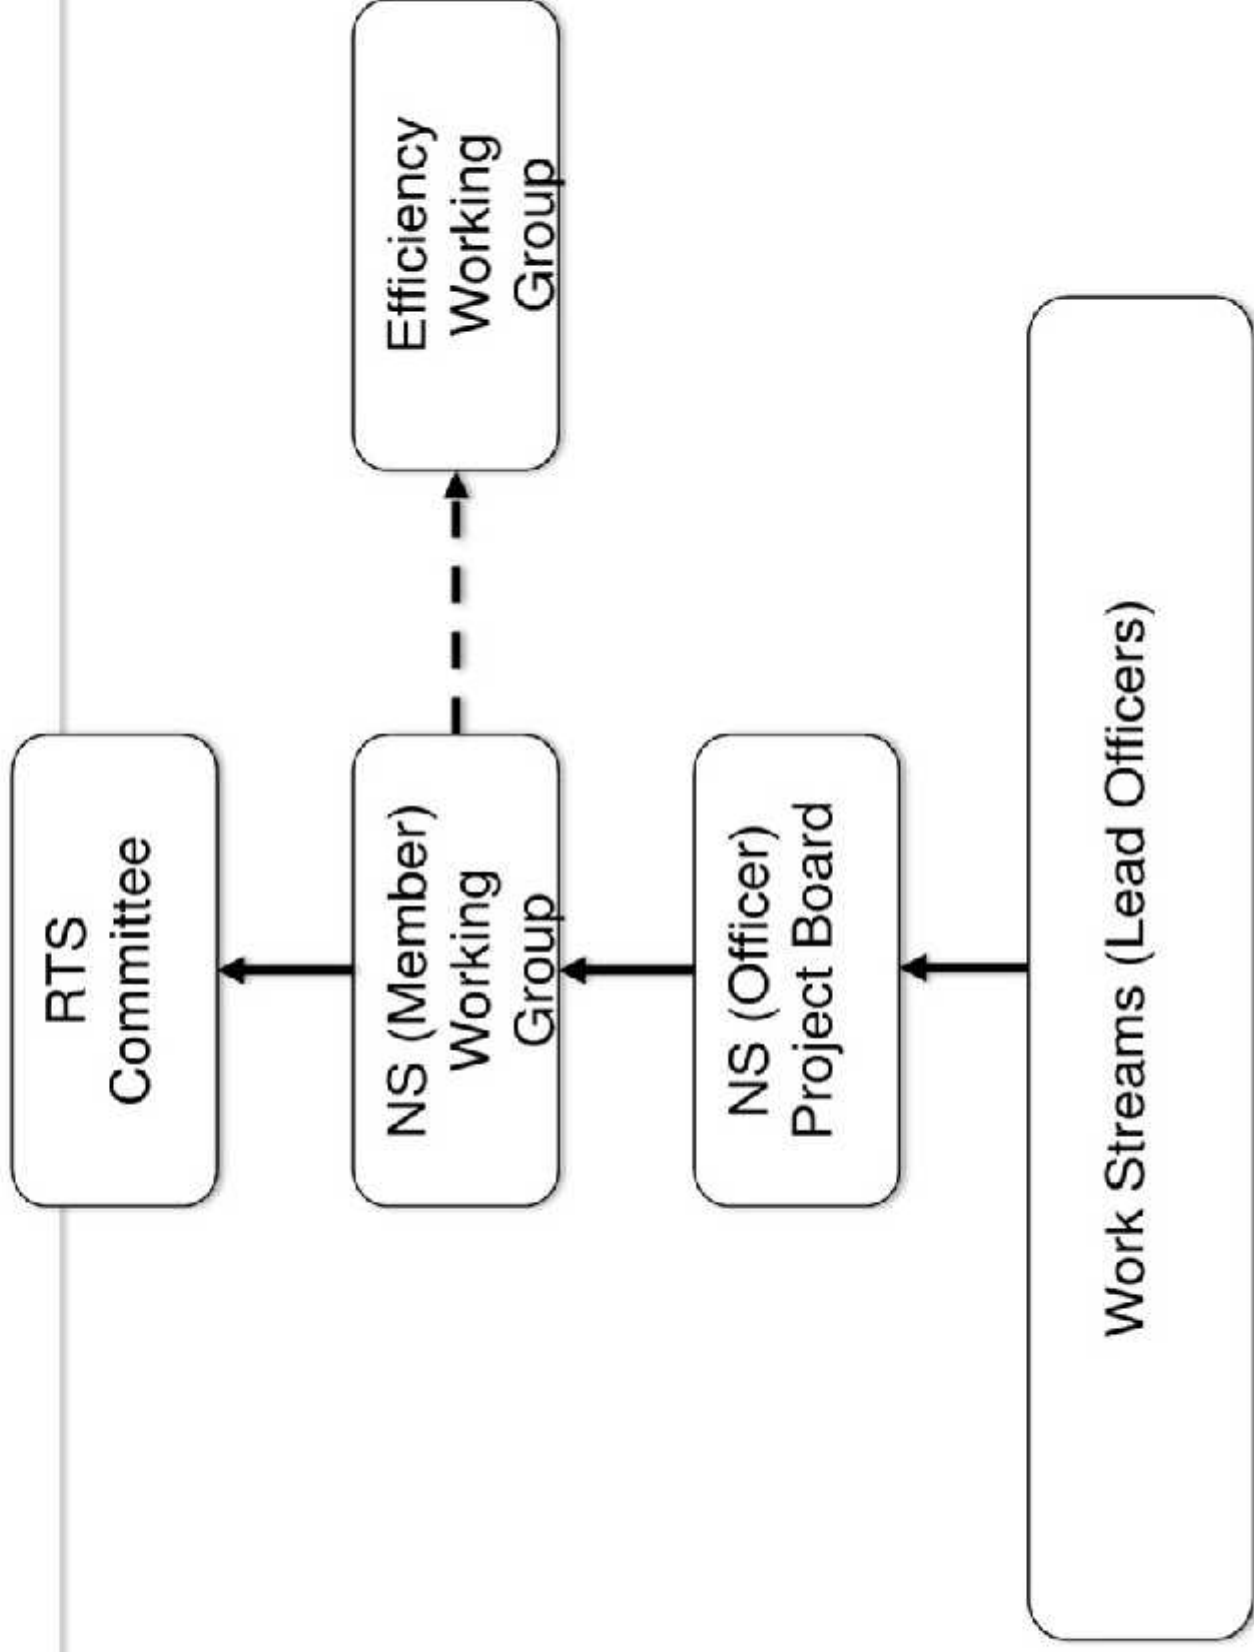 RTS
Committee
NS (Member)
Working
Group
Efficiency
Working
Group
NS (Officer)
Project Board
Work Streams (Lead Officers)